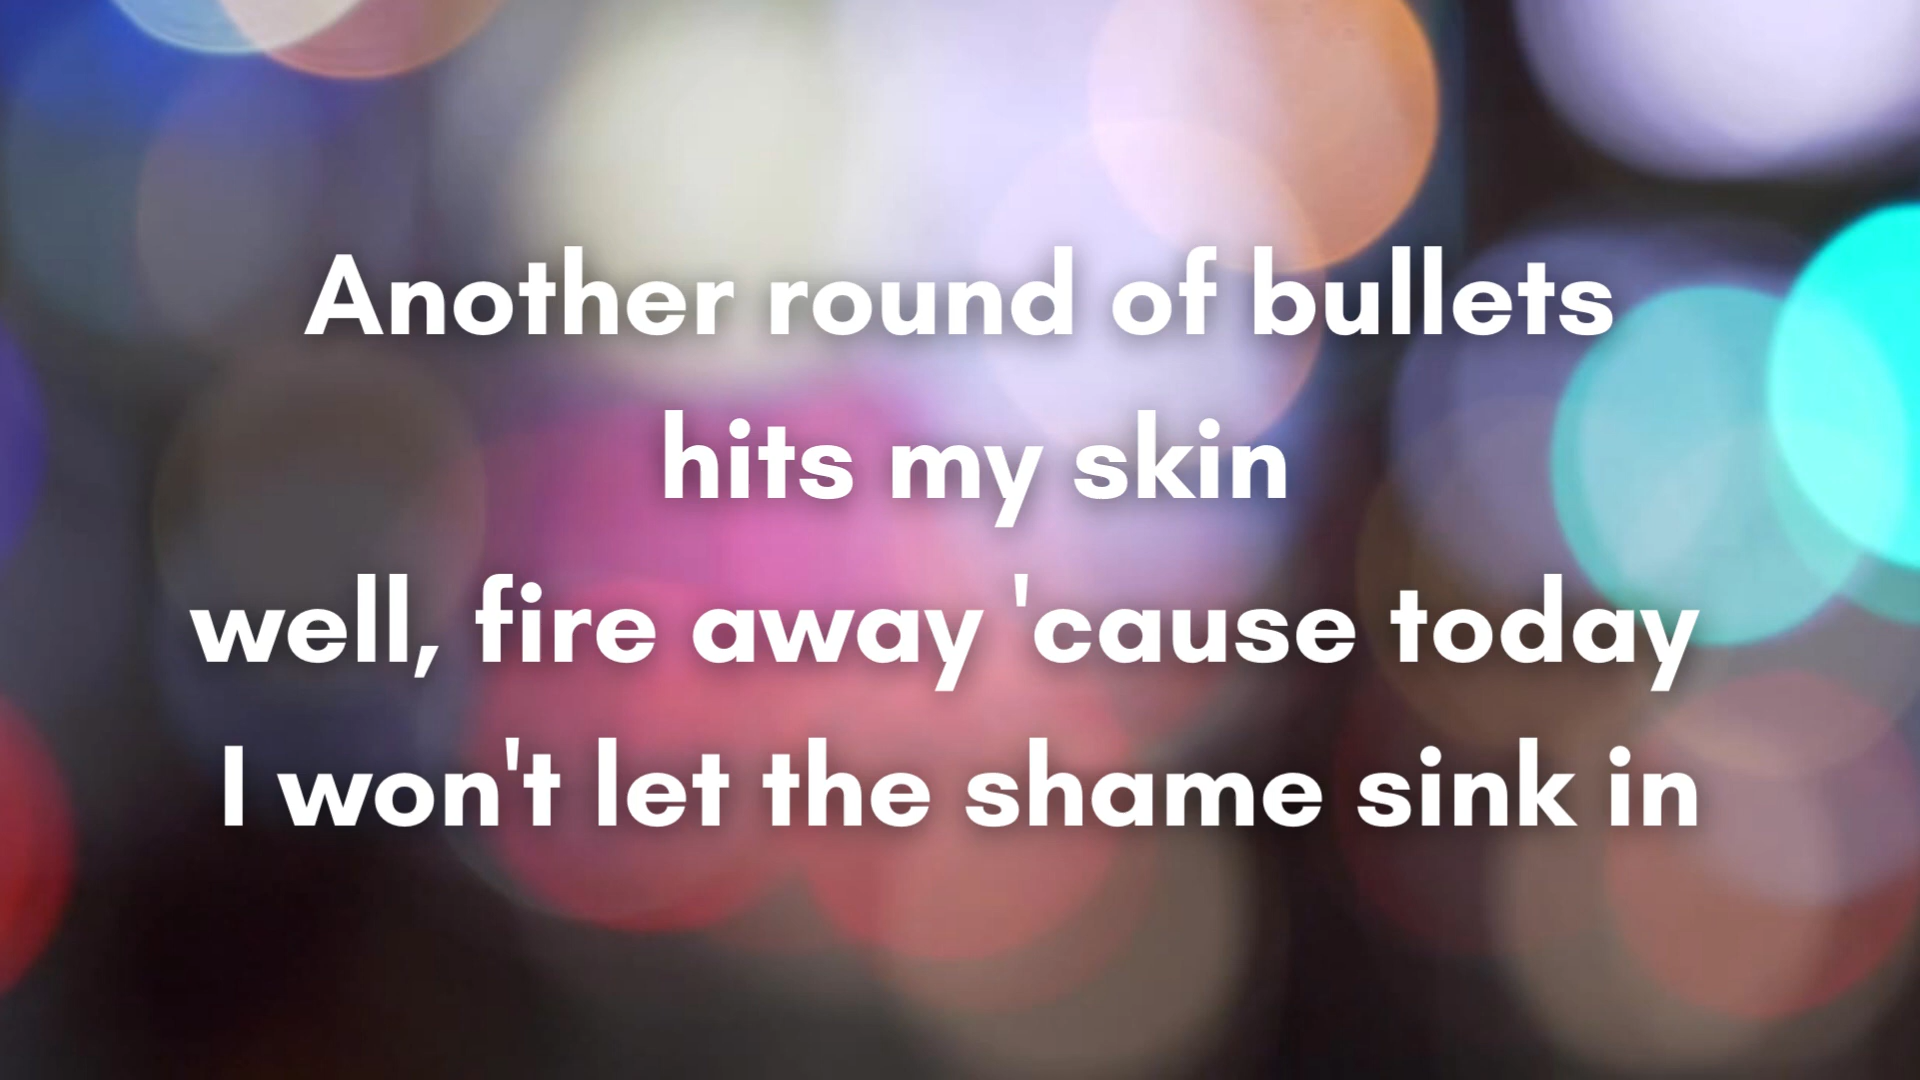 Another round of bullets
hits my skin
well, fire away 'cause today
I won't let the shame sink in